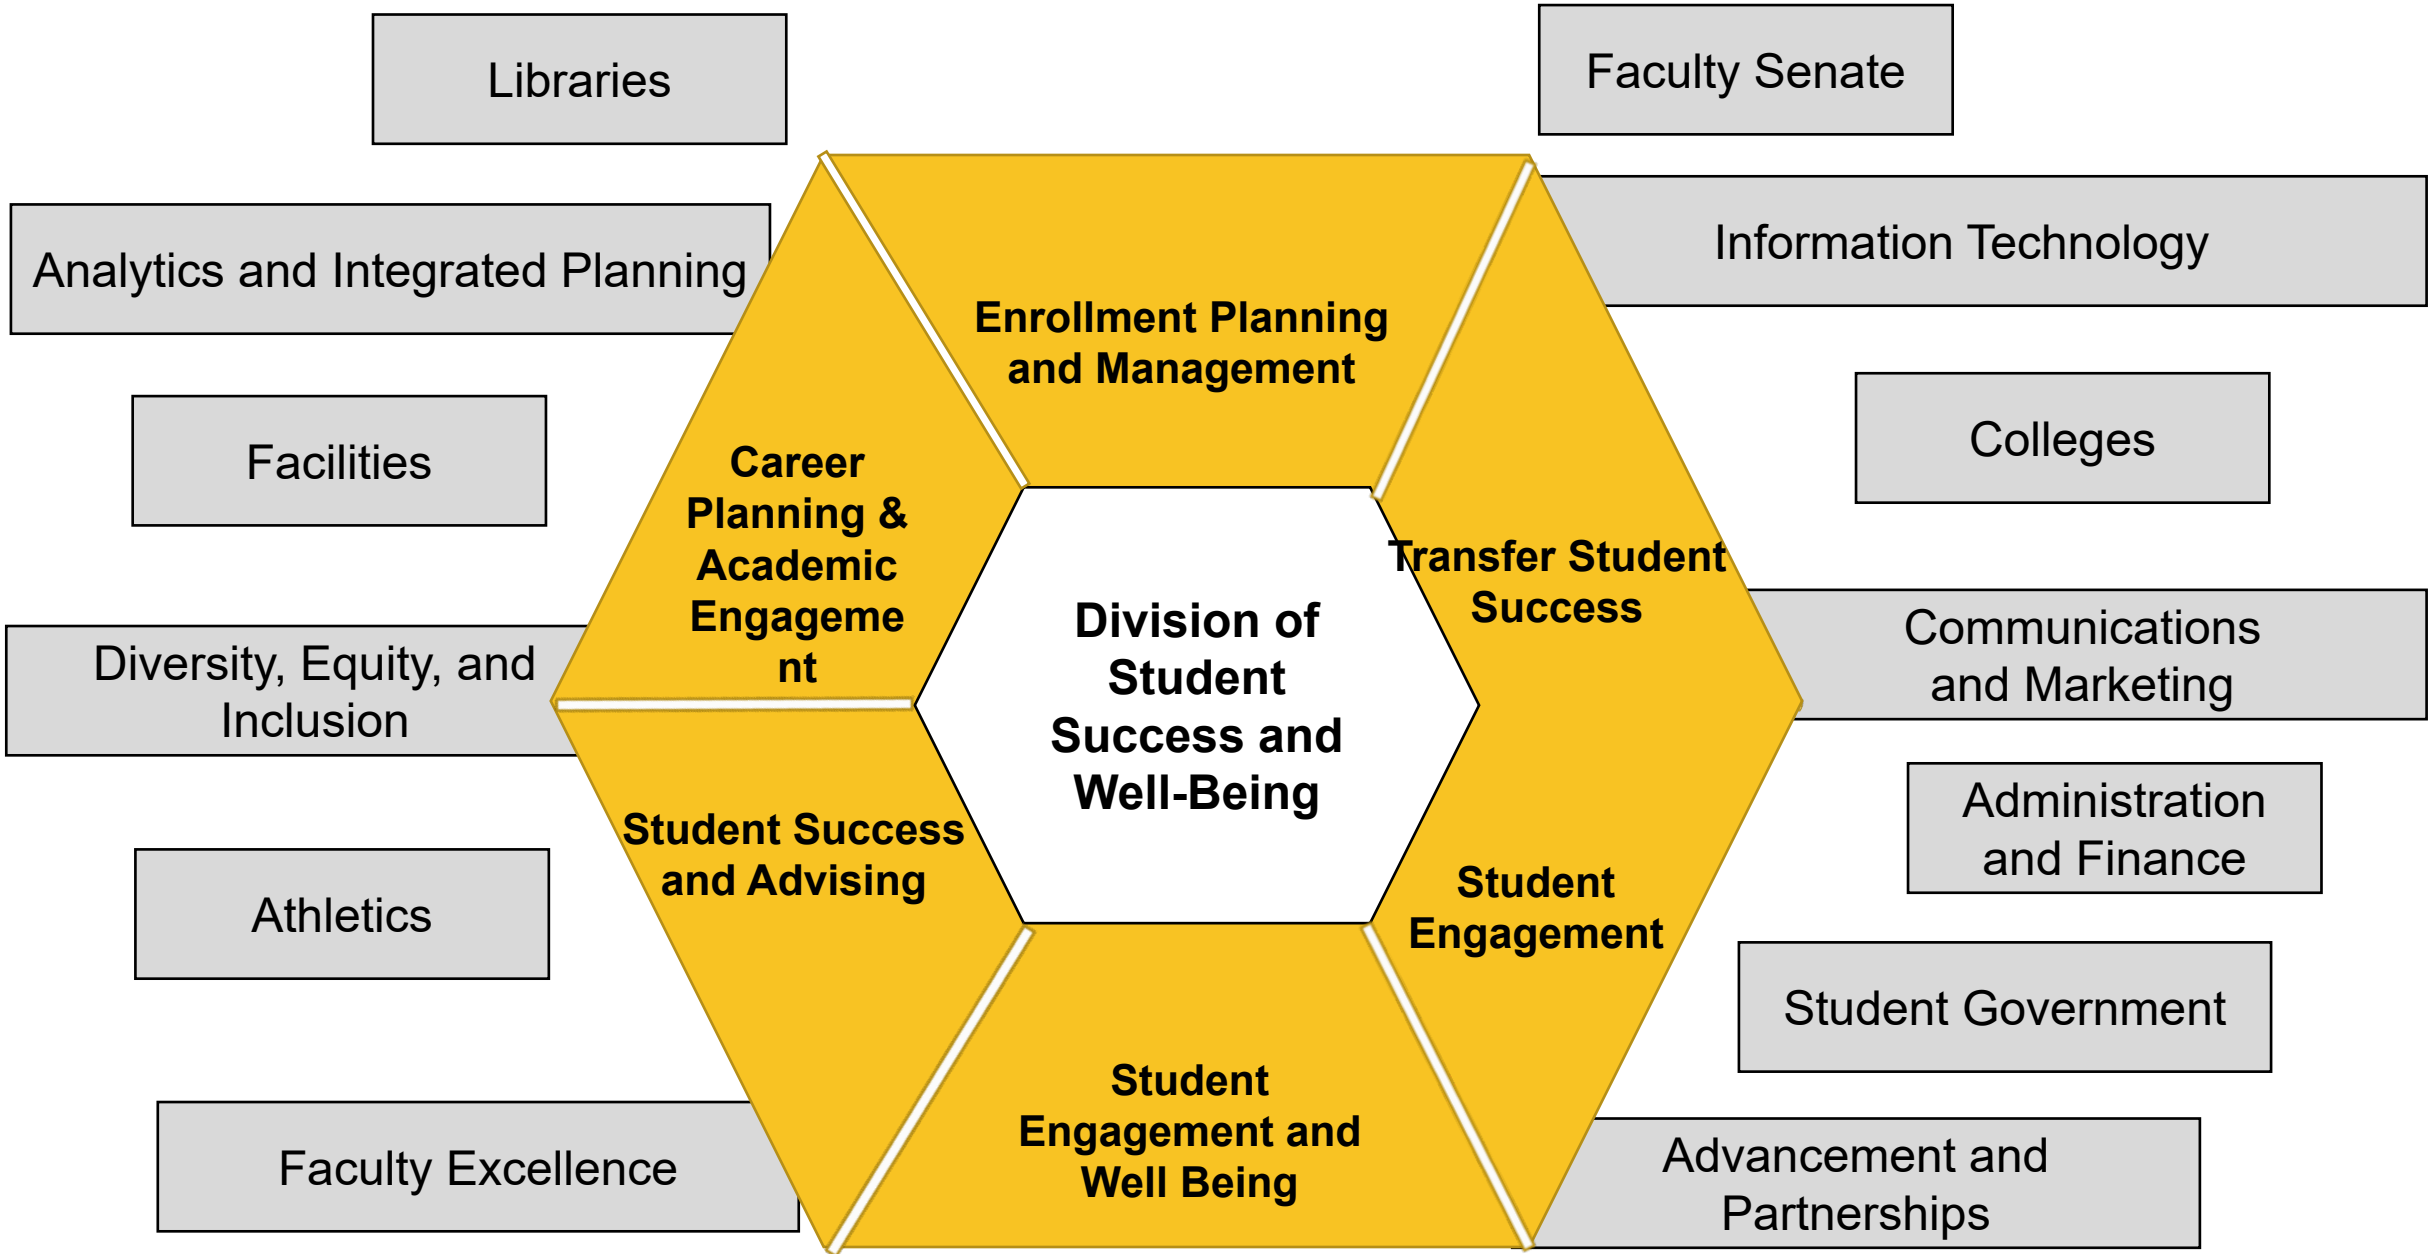 Libraries
Faculty Senate
Analytics and Integrated Planning
Information Technology
Enrollment Planning
and Management
Facilities
Colleges
Career
Planning &
Academic
Engageme
nt
Transfer Student
Success
Division of
Student
Success and
Well-Being
Diversity, Equity, and
Inclusion
Communications
and Marketing
Student Success
and Advising
Administration
and Finance
Athletics
Student
Engagement
Student Government
Student
Engagement and
Well Being
Faculty Excellence
Advancement and
Partnerships